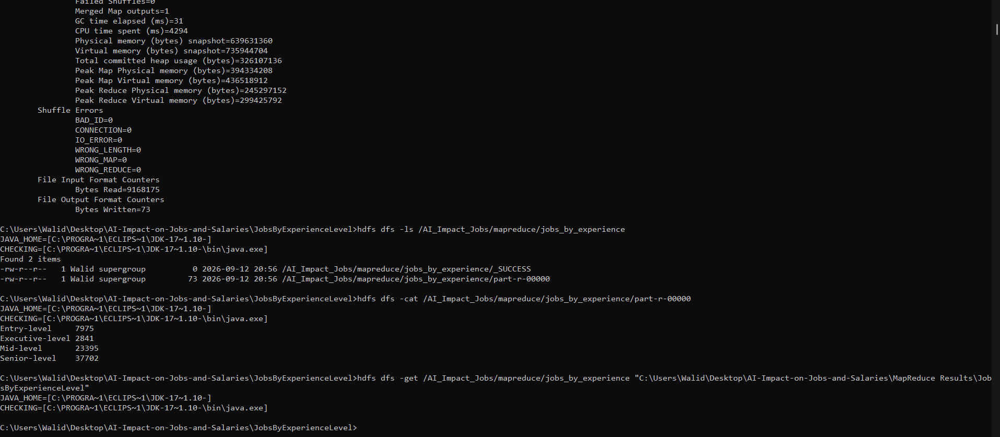 Failed Shuffles=0
Merged Map outputs=1
GC time elapsed (ms)=31
CPU time spent (ms)=4294
Physical memory (bytes) snapshot=639631360
Virtual memory (bytes) snapshot=735944704
Total committed heap usage (bytes)=326107136
Peak Map Physical memory (bytes)=394334208
Peak Map Virtual memory (bytes)=436518912
Peak Reduce Physical memory (bytes)=245297152
Peak Reduce Virtual memory (bytes)=299425792
Shuffle Errors
BAD_ID=0
CONNECTION=0
IO_ERROR=0
WRONG_LENGTH=0
WRONG_MAP=0
WRONG_REDUCE=0
File Input Format Counters
Bytes Read=9168175
File Output Format Counters
Bytes Written=73
C:\Users\Walid\Desktop\AI-Impact-on-Jobs-and-Salaries\JobsByExperienceLevel>hdfs dfs -ls /AI_Impact_Jobs/mapreduce/jobs_by_experience
JAVA_HOME=[C:\PROGRA~1\ECLIPS~1\JDK-17~1.10-]
CHECKING=[C:\PROGRA~1\ECLIPS~1\JDK-17~1.10-\bin\java.exe]
Found 2 items
-rw-r--r--   1 Walid supergroup          0 2026-09-12 20:56 /AI_Impact_Jobs/mapreduce/jobs_by_experience/_SUCCESS
-rw-r--r--   1 Walid supergroup         73 2026-09-12 20:56 /AI_Impact_Jobs/mapreduce/jobs_by_experience/part-r-00000
C:\Users\Walid\Desktop\AI-Impact-on-Jobs-and-Salaries\JobsByExperienceLevel>hdfs dfs -cat /AI_Impact_Jobs/mapreduce/jobs_by_experience/part-r-00000
JAVA_HOME=[C:\PROGRA~1\ECLIPS~1\JDK-17~1.10-]
CHECKING=[C:\PROGRA~1\ECLIPS~1\JDK-17~1.10-\bin\java.exe]
Entry-level     7975
Executive-level 2841
Mid-level       23395
Senior-level    37702
C:\Users\Walid\Desktop\AI-Impact-on-Jobs-and-Salaries\JobsByExperienceLevel>hdfs dfs -get /AI_Impact_Jobs/mapreduce/jobs_by_experience "C:\Users\Walid\Desktop\AI-Impact-on-Jobs-and-Salaries\MapReduce Results\Job
sByExperienceLevel"
JAVA_HOME=[C:\PROGRA~1\ECLIPS~1\JDK-17~1.10-]
CHECKING=[C:\PROGRA~1\ECLIPS~1\JDK-17~1.10-\bin\java.exe]
C:\Users\Walid\Desktop\AI-Impact-on-Jobs-and-Salaries\JobsByExperienceLevel>